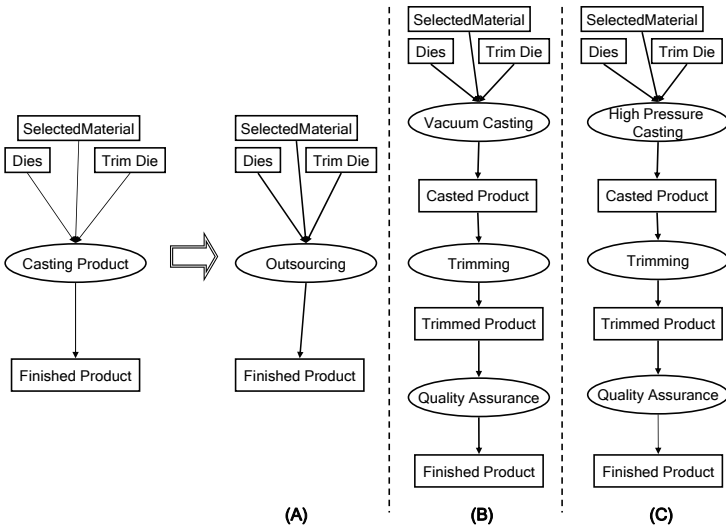 SelectedMaterial
Dies
Trim Die
Casting Product
Finished Product
SelectedMaterial
Dies
Trim Die
Outsourcing
Finished Product
(A)
SelectedMaterial
Dies
Trim Die
Vacuum Casting
Casted Product
Trimming
Trimmed Product
Quality Assurance
Finished Product
(B)
SelectedMaterial
Dies
Trim Die
High Pressure
Casting
Casted Product
Trimming
Trimmed Product
Quality Assurance
Finished Product
(C)